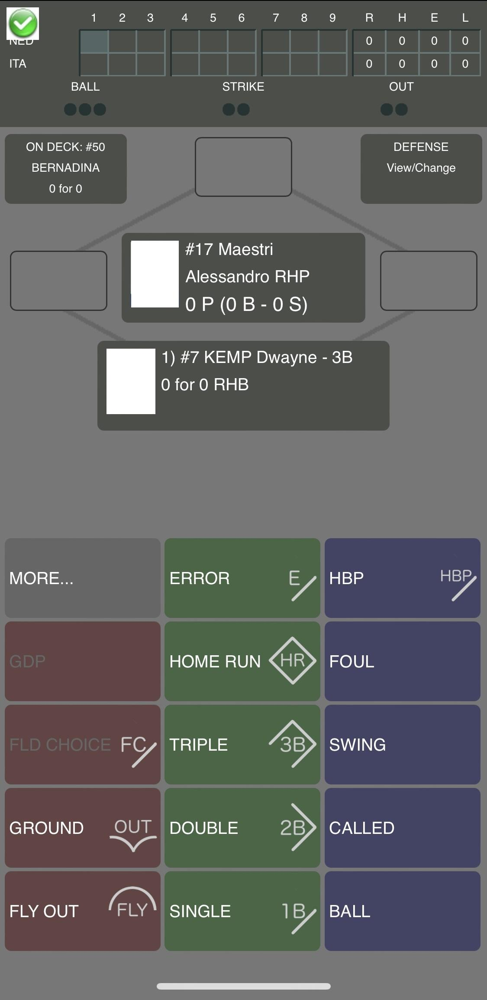 1 2 3 4 5 6 7 8 9 R H E L
NED 0 0 0 0
ITA 0 0 0 0
BALL STRIKE OUT
ON DECK: #50
BERNADINA
0 for 0
DEFENSE
View/Change
#17 Maestri
Alessandro RHP
0 P (0 B - 0 S)
1) #7 KEMP Dwayne - 3B
0 for 0 RHB
MORE...
ERROR E
HBP HBP
GDP
HOME RUN HR
FOUL
FLD CHOICE FC
TRIPLE 3B
SWING
GROUND OUT
DOUBLE 2B
CALLED
FLY OUT FLY
SINGLE 1B
BALL